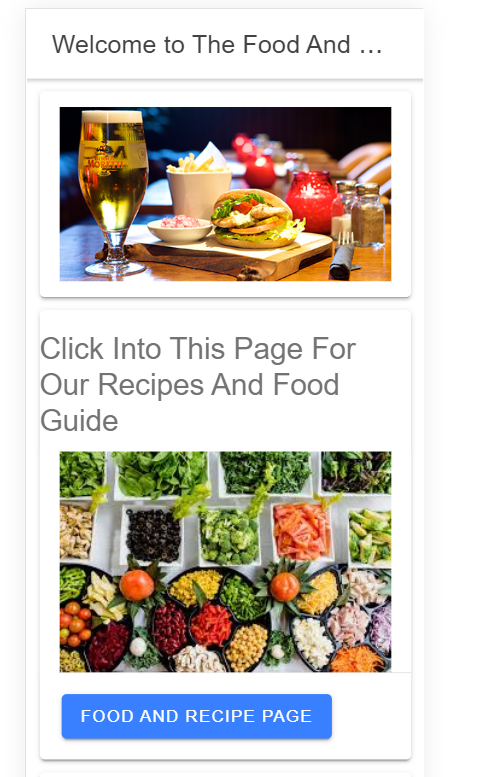 Welcome to The Food And ...
Click Into This Page For
Our Recipes And Food
Guide
FOOD AND RECIPE PAGE